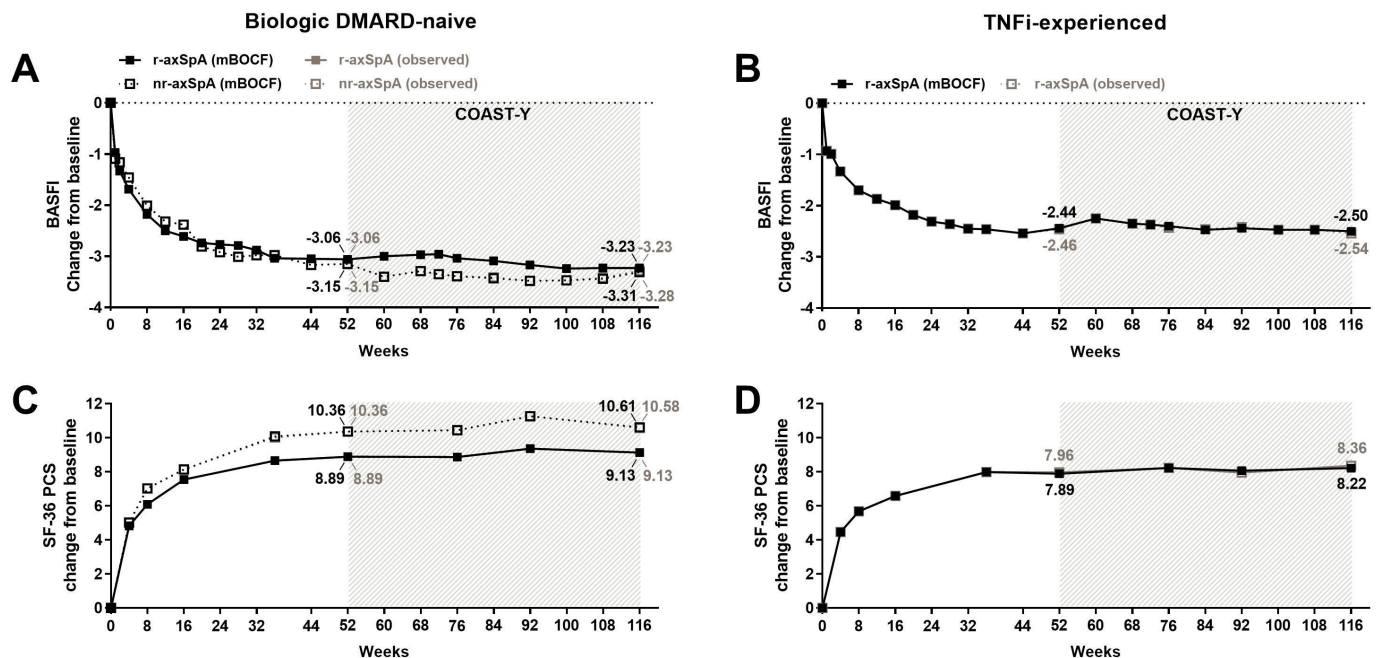 Biologic DMARD-naive
TNFi-experienced
A
r-axSpA (mBOCF)
r-axSpA (observed)
nr-axSpA (mBOCF)
nr-axSpA (observed)
COAST-Y
BASFI
Change from baseline
0
-1
-2
-3
-4
-3.06
-3.06
-3.15
-3.15
-3.23
-3.23
-3.31
-3.28
0 8 16 24 32 44 52 60 68 76 84 92 100 108 116
Weeks
B
r-axSpA (mBOCF)
r-axSpA (observed)
COAST-Y
BASFI
Change from baseline
0
-1
-2
-3
-4
-2.44
-2.46
-2.50
-2.54
0 8 16 24 32 44 52 60 68 76 84 92 100 108 116
Weeks
C
SF-36 PCS
change from baseline
12
10
8
6
4
2
0
10.36
10.36
8.89
8.89
10.61
10.58
9.13
9.13
0 8 16 24 32 44 52 60 68 76 84 92 100 108 116
Weeks
D
SF-36 PCS
change from baseline
12
10
8
6
4
2
0
7.96
7.89
8.36
8.22
0 8 16 24 32 44 52 60 68 76 84 92 100 108 116
Weeks